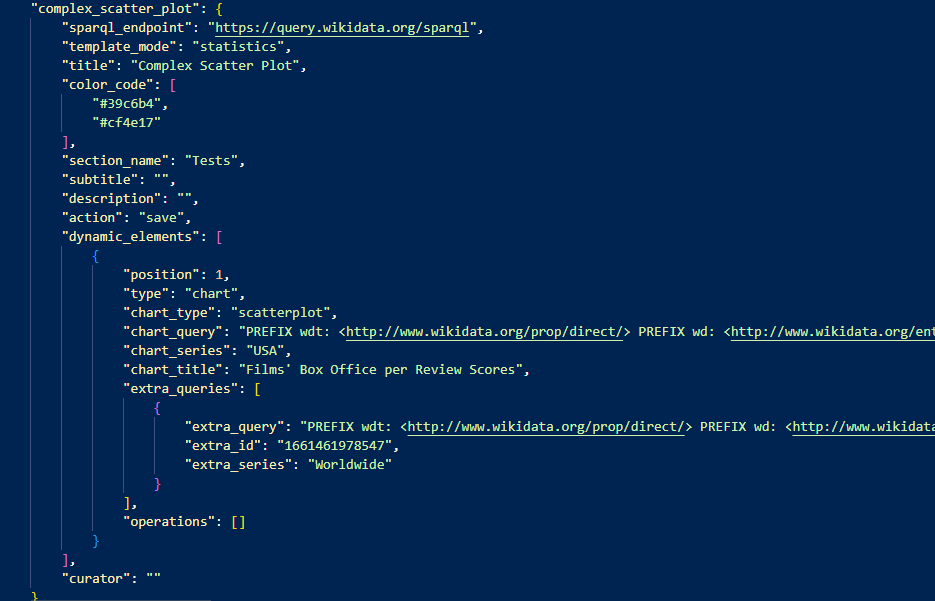 "complex_scatter_plot": {
"sparql_endpoint": "https://query.wikidata.org/sparql",
"template_mode": "statistics",
"title": "Complex Scatter Plot",
"color_code": [
"#39c6b4",
"#cf4e17"
],
"section_name": "Tests",
"subtitle": "",
"description": "",
"action": "save",
"dynamic_elements": [
{
"position": 1,
"type": "chart",
"chart_type": "scatterplot",
"chart_query": "PREFIX wdt: <http://www.wikidata.org/prop/direct/> PREFIX wd: <http://www.wikidata.org/ent
"chart_series": "USA",
"chart_title": "Films' Box Office per Review Scores",
"extra_queries": [
{
"extra_query": "PREFIX wdt: <http://www.wikidata.org/prop/direct/> PREFIX wd: <http://www.wikidata
"extra_id": "1661461978547",
"extra_series": "Worldwide"
}
],
"operations": []
}
],
"curator": ""
}